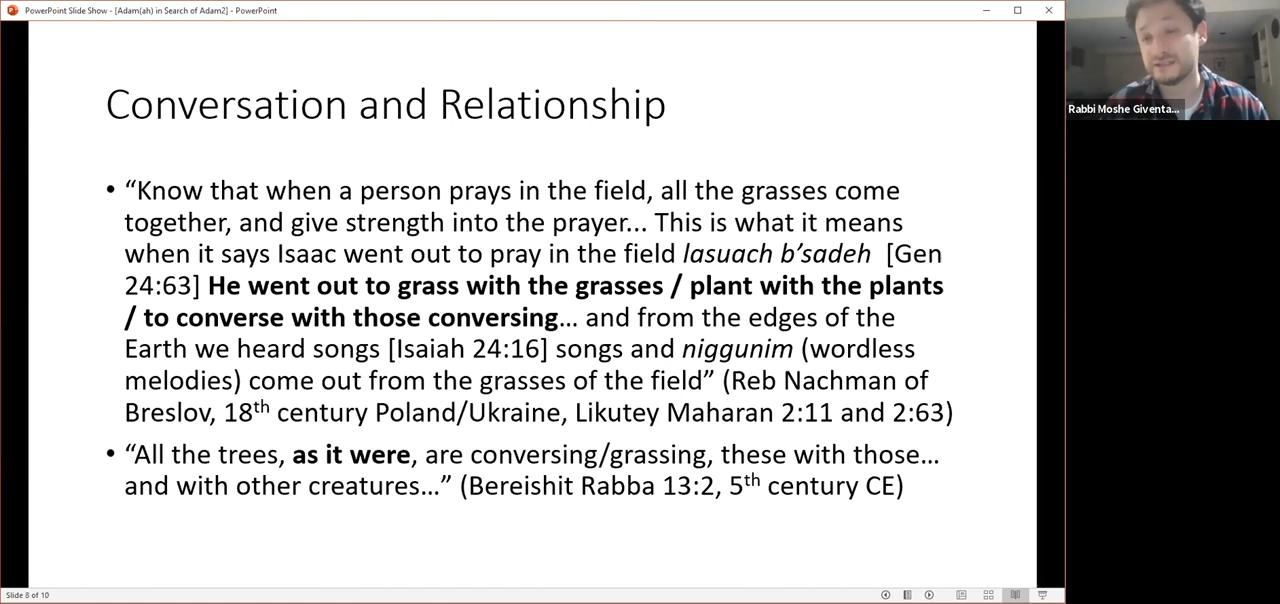 PowerPoint Slide Show - [Adam(ah) in Search of Adam2] - PowerPoint
Rabbi Moshe Giventa...
Conversation and Relationship
• “Know that when a person prays in the field, all the grasses come
together, and give strength into the prayer... This is what it means
when it says Isaac went out to pray in the field lasuach b’sadeh [Gen
24:63] He went out to grass with the grasses / plant with the plants
/ to converse with those conversing… and from the edges of the
Earth we heard songs [Isaiah 24:16] songs and niggunim (wordless
melodies) come out from the grasses of the field” (Reb Nachman of
Breslov, 18th century Poland/Ukraine, Likutey Maharan 2:11 and 2:63)
• “All the trees, as it were, are conversing/grassing, these with those…
and with other creatures…” (Bereishit Rabba 13:2, 5th century CE)
Slide 8 of 10